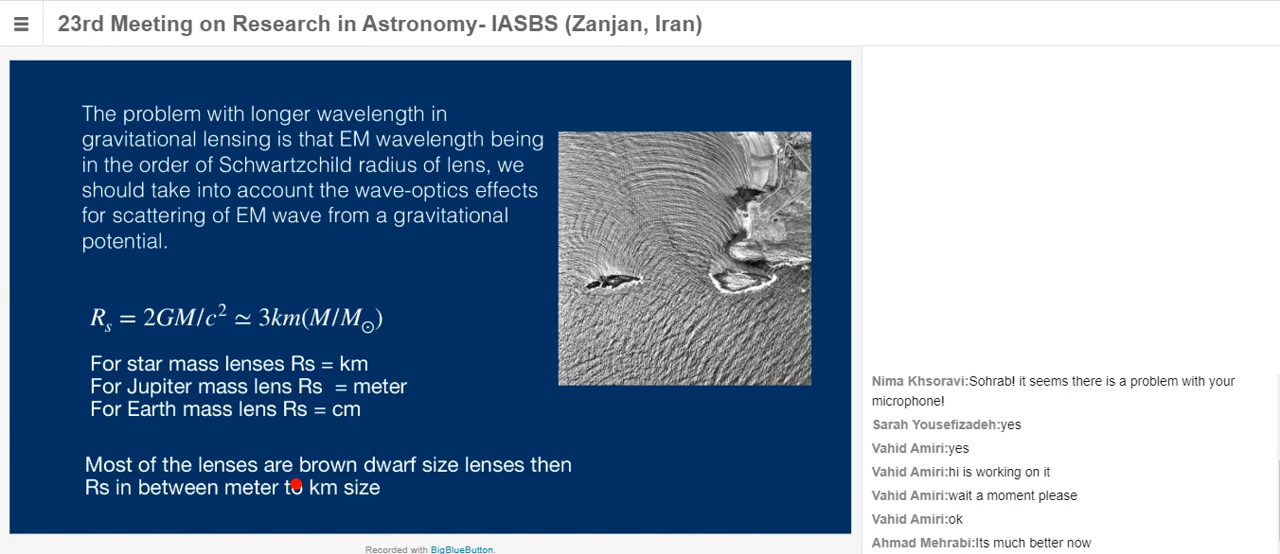 23rd Meeting on Research in Astronomy- IASBS (Zanjan, Iran)
The problem with longer wavelength in
gravitational lensing is that EM wavelength being
in the order of Schwartzchild radius of lens, we
should take into account the wave-optics effects
for scattering of EM wave from a gravitational
potential.
R_s = 2GM/c² ≃ 3km(M/M_⊙)
For star mass lenses Rs = km
For Jupiter mass lens Rs = meter
For Earth mass lens Rs = cm
Most of the lenses are brown dwarf size lenses then
Rs in between meter to km size
Recorded with BigBlueButton.
Nima Khsoravi:Sohrab! it seems there is a problem with your
microphone!
Sarah Yousefizadeh:yes
Vahid Amiri:yes
Vahid Amiri:hi is working on it
Vahid Amiri:wait a moment please
Vahid Amiri:ok
Ahmad Mehrabi:Its much better now